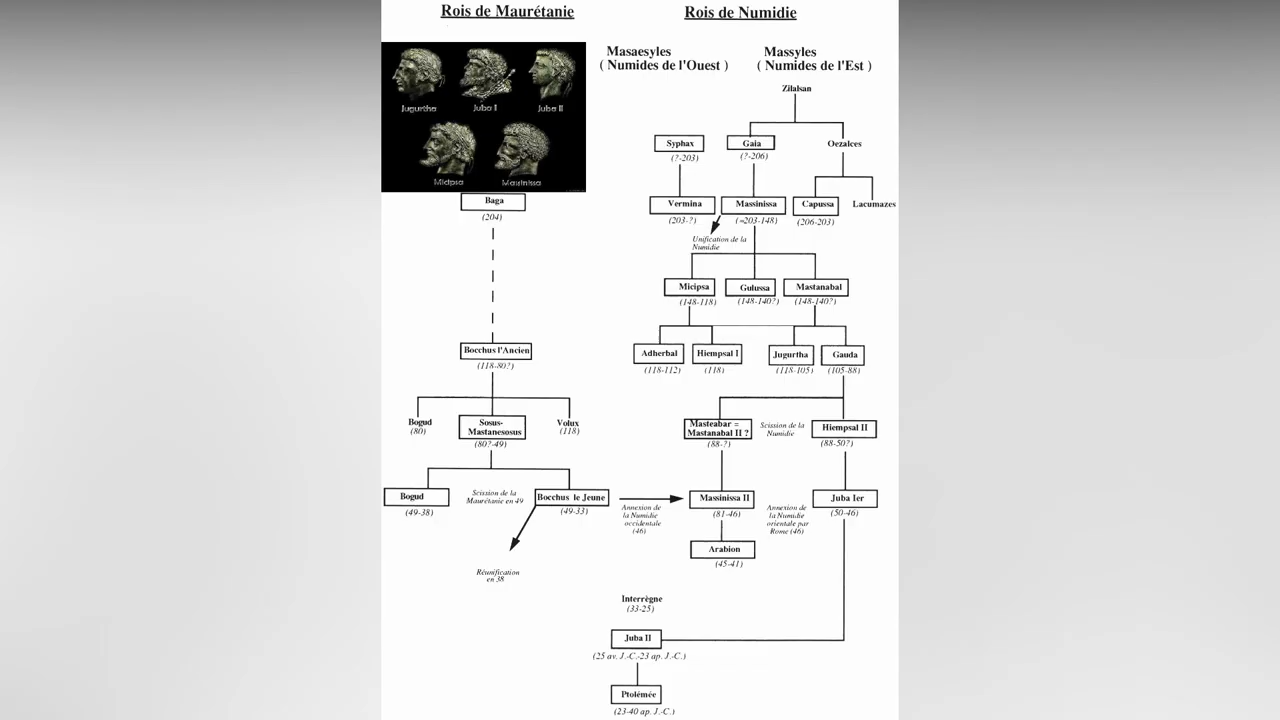 Rois de Maurétanie
Rois de Numidie
Jugurtha
Juba I
Juba II
Micipsa
Massinissa
Masaesyles
( Numides de l'Ouest )
Massyles
( Numides de l'Est )
Zilalsan
Syphax
(?-203)
Gaia
(?-206)
Oezalces
Baga
(204)
Vermina
(203-?)
Massinissa
(=203-148)
Capussa
(206-203)
Lacumazes
Unification de la
Numidie
Micipsa
(148-118)
Gulussa
(148-140?)
Mastanabal
(148-140?)
Bocchus l'Ancien
(118-80?)
Adherbal
(118-112)
Hiempsal I
(118)
Jugurtha
(118-105)
Gauda
(105-88)
Bogud
(80)
Sosus-
Mastanesosus
(80?-49)
Volux
(118)
Masteabar =
Mastanabal II ?
(88-?)
Scission de la
Numidie
Hiempsal II
(88-50?)
Bogud
(49-38)
Scission de la
Maurétanie en 49
Bocchus le Jeune
(49-33)
Annexion de
la Numidie
occidentale
(46)
Massinissa II
(81-46)
Annexion de
la Numidie
orientale par
Rome (46)
Juba Ier
(50-46)
Arabion
(45-41)
Réunification
en 38
Interrègne
(33-25)
Juba II
(25 av. J.-C.-23 ap. J.-C.)
Ptolémée
(23-40 ap. J.-C.)